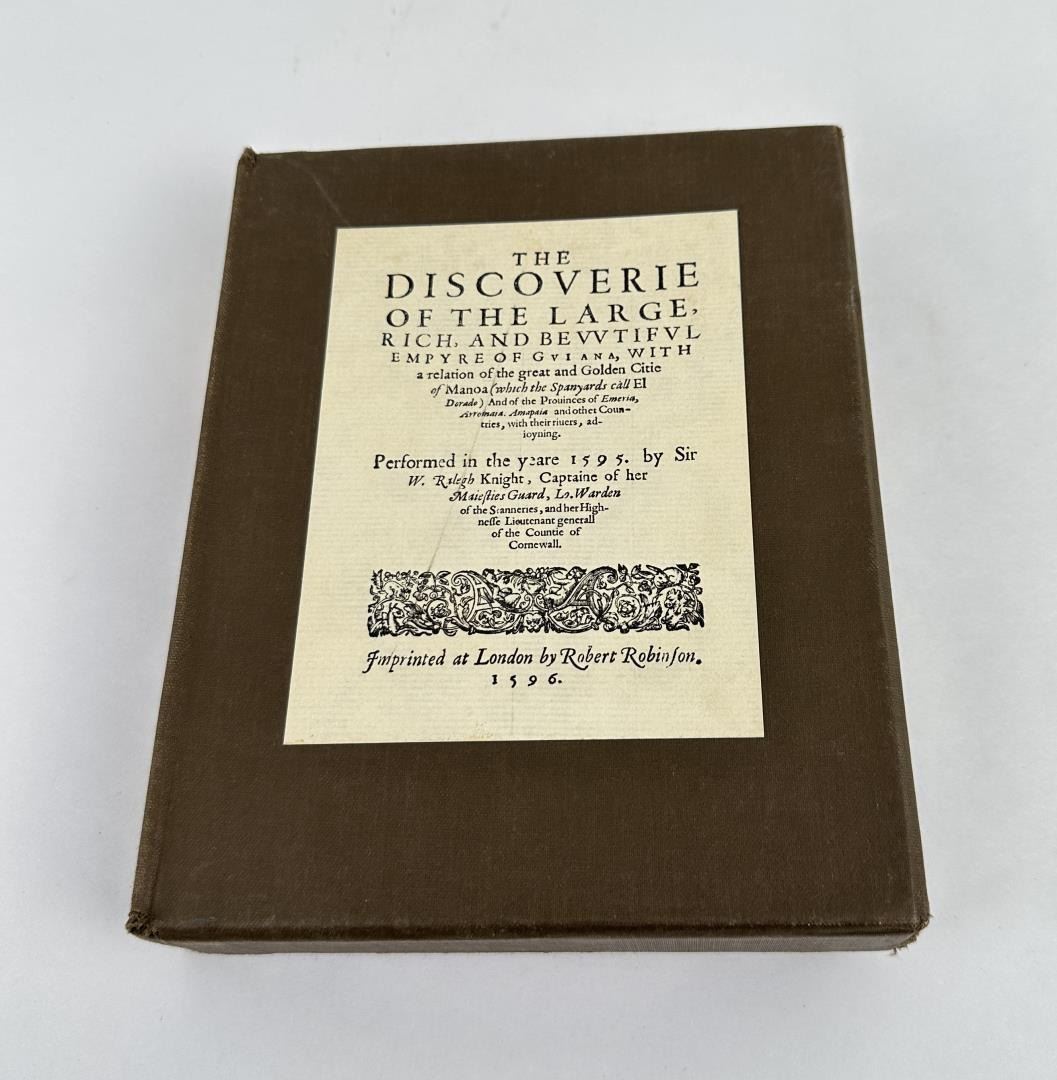 THE
DISCOVERIE
OF THE LARGE,
RICH, AND BEVVTIFVL
EMPYRE OF GVIANA, WITH
a relation of the great and Golden Citie
of Manoa (which the Spanyards call El
Dorado) And of the Prouinces of Emeria,
Arromaia, Amapaia and other Coun-
tries, with their riuers, ad-
ioyning.
Performed in the yeare 1595. by Sir
W. Ralegh Knight, Captaine of her
Maiesties Guard, Lo. Warden
of the Stanneries, and her High-
nesse Lieutenant generall
of the Countie of
Cornewall.
Imprinted at London by Robert Robinson.
1596.